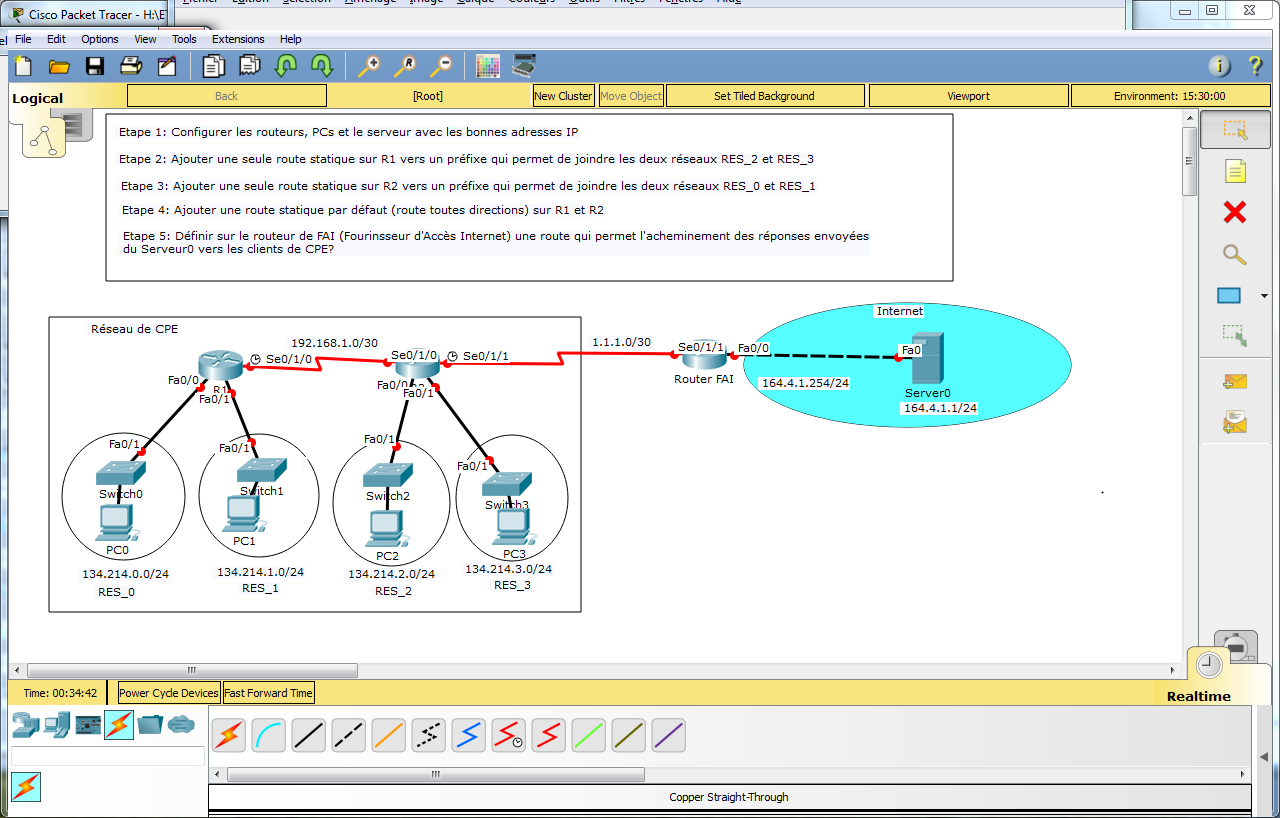 Cisco Packet Tracer - H:\E
File Edit Options View Tools Extensions Help
Logical
Back
[Root]
New Cluster
Move Object
Set Tiled Background
Viewport
Environment: 15:30:00
Etape 1: Configurer les routeurs, PCs et le serveur avec les bonnes adresses IP
Etape 2: Ajouter une seule route statique sur R1 vers un préfixe qui permet de joindre les deux réseaux RES_2 et RES_3
Etape 3: Ajouter une seule route statique sur R2 vers un préfixe qui permet de joindre les deux réseaux RES_0 et RES_1
Etape 4: Ajouter une route statique par défaut (route toutes directions) sur R1 et R2
Etape 5: Définir sur le routeur de FAI (Fourinsseur d'Accès Internet) une route qui permet l'acheminement des réponses envoyées
du Serveur0 vers les clients de CPE?
Réseau de CPE
Internet
192.168.1.0/30
1.1.1.0/30
Se0/1/0
Se0/1/0
Se0/1/1
Se0/1/1
Fa0/0
Fa0
Router FAI
164.4.1.254/24
Server0
164.4.1.1/24
Fa0/0
R1
Fa0/1
Fa0/0
Fa0/1
Fa0/1
Fa0/1
Fa0/1
Fa0/1
Switch0
Switch1
Switch2
Switch3
PC0
PC1
PC2
PC3
134.214.0.0/24
134.214.1.0/24
134.214.2.0/24
134.214.3.0/24
RES_0
RES_1
RES_2
RES_3
Time: 00:34:42
Power Cycle Devices
Fast Forward Time
Realtime
Copper Straight-Through